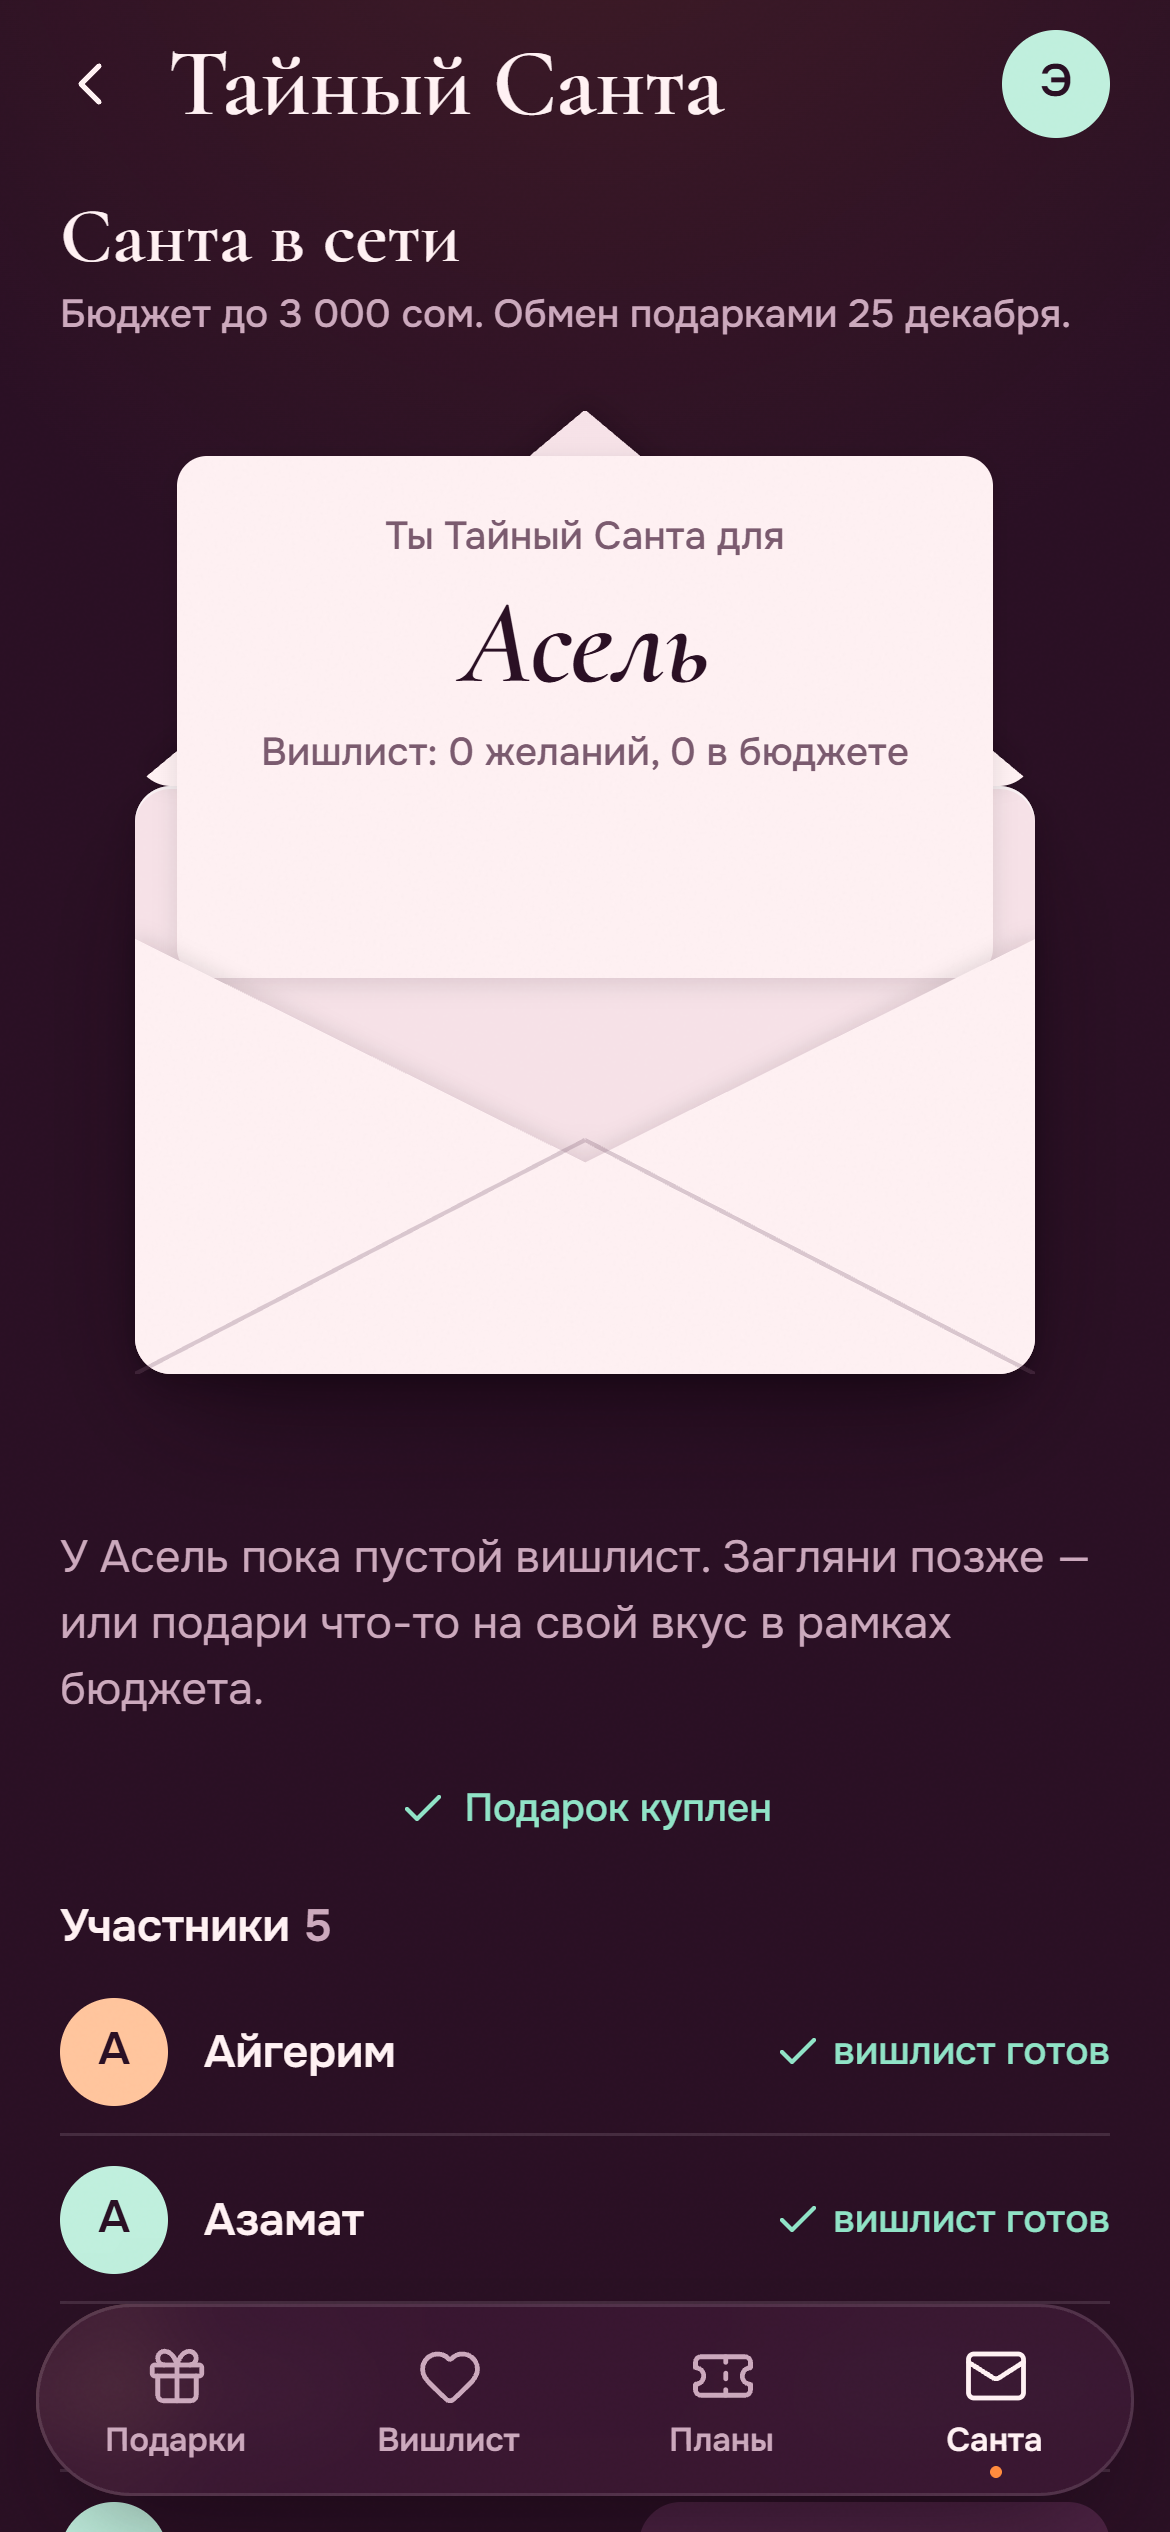 Тайный Санта
Э
Санта в сети
Бюджет до 3 000 сом. Обмен подарками 25 декабря.
Ты Тайный Санта для
Асель
Вишлист: 0 желаний, 0 в бюджете
У Асель пока пустой вишлист. Загляни позже —
или подари что-то на свой вкус в рамках
бюджета.
Подарок куплен
Участники 5
А Айгерим вишлист готов
А Азамат вишлист готов
Подарки Вишлист Планы Санта